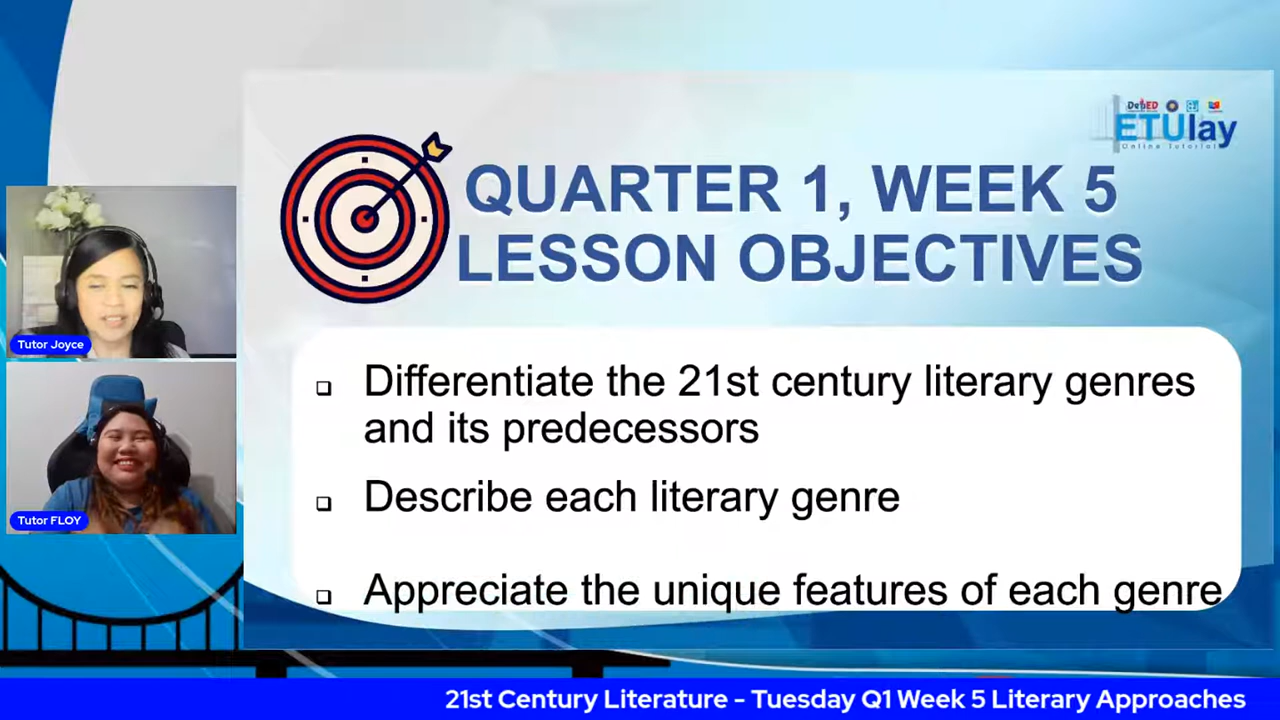 DepED
ETUlay
Online Tutorial
QUARTER 1, WEEK 5
LESSON OBJECTIVES
Tutor Joyce
Tutor FLOY
Differentiate the 21st century literary genres
and its predecessors
Describe each literary genre
Appreciate the unique features of each genre
21st Century Literature - Tuesday Q1 Week 5 Literary Approaches